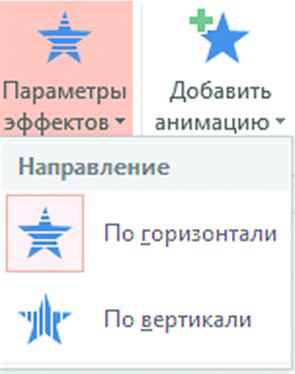 Параметры
эффектов
Добавить
анимацию
Направление
По горизонтали
По вертикали